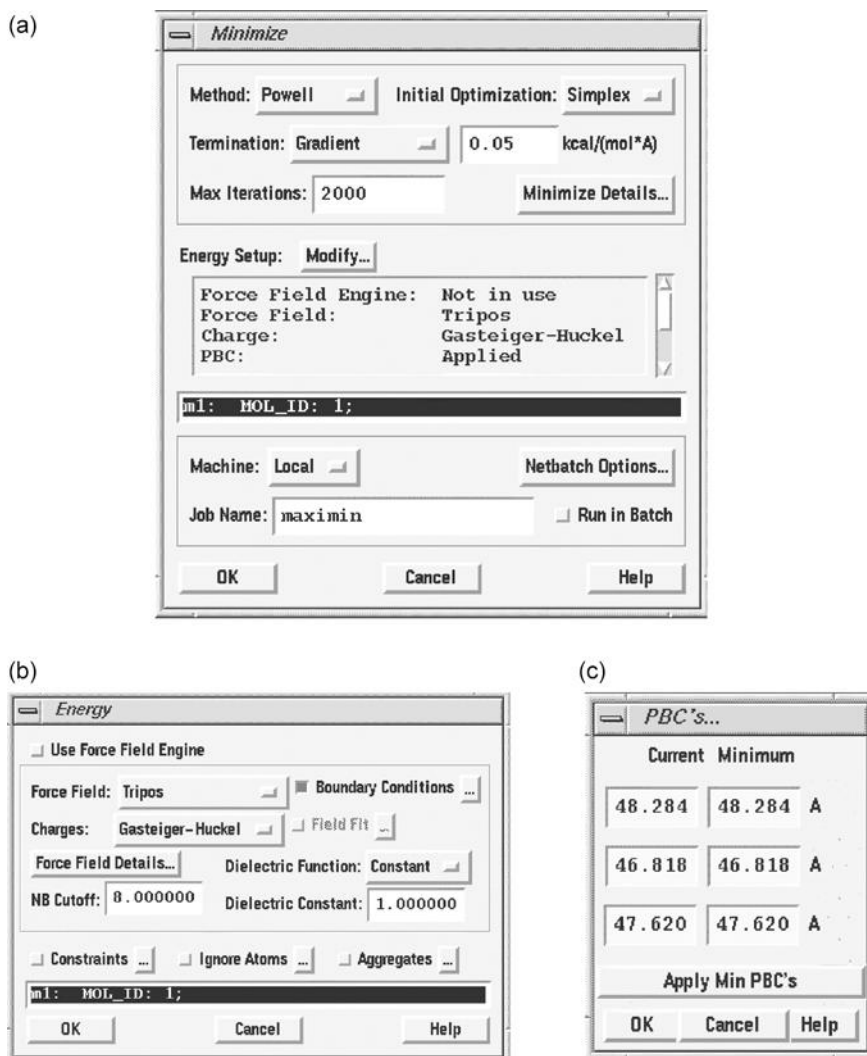 (a)
Minimize
Method: Powell Initial Optimization: Simplex
Termination: Gradient 0.05 kcal/(mol*A)
Max Iterations: 2000 Minimize Details...
Energy Setup: Modify...
Force Field Engine: Not in use
Force Field: Tripos
Charge: Gasteiger-Huckel
PBC: Applied
m1: MOL_ID: 1;
Machine: Local Netbatch Options...
Job Name: maximin Run in Batch
OK Cancel Help
(b)
Energy
Use Force Field Engine
Force Field: Tripos Boundary Conditions ...
Charges: Gasteiger-Huckel Field Fit ...
Force Field Details... Dielectric Function: Constant
NB Cutoff: 8.000000 Dielectric Constant: 1.000000
Constraints ... Ignore Atoms ... Aggregates ...
m1: MOL_ID: 1;
OK Cancel Help
(c)
PBC's...
Current Minimum
48.284 48.284 A
46.818 46.818 A
47.620 47.620 A
Apply Min PBC's
OK Cancel Help